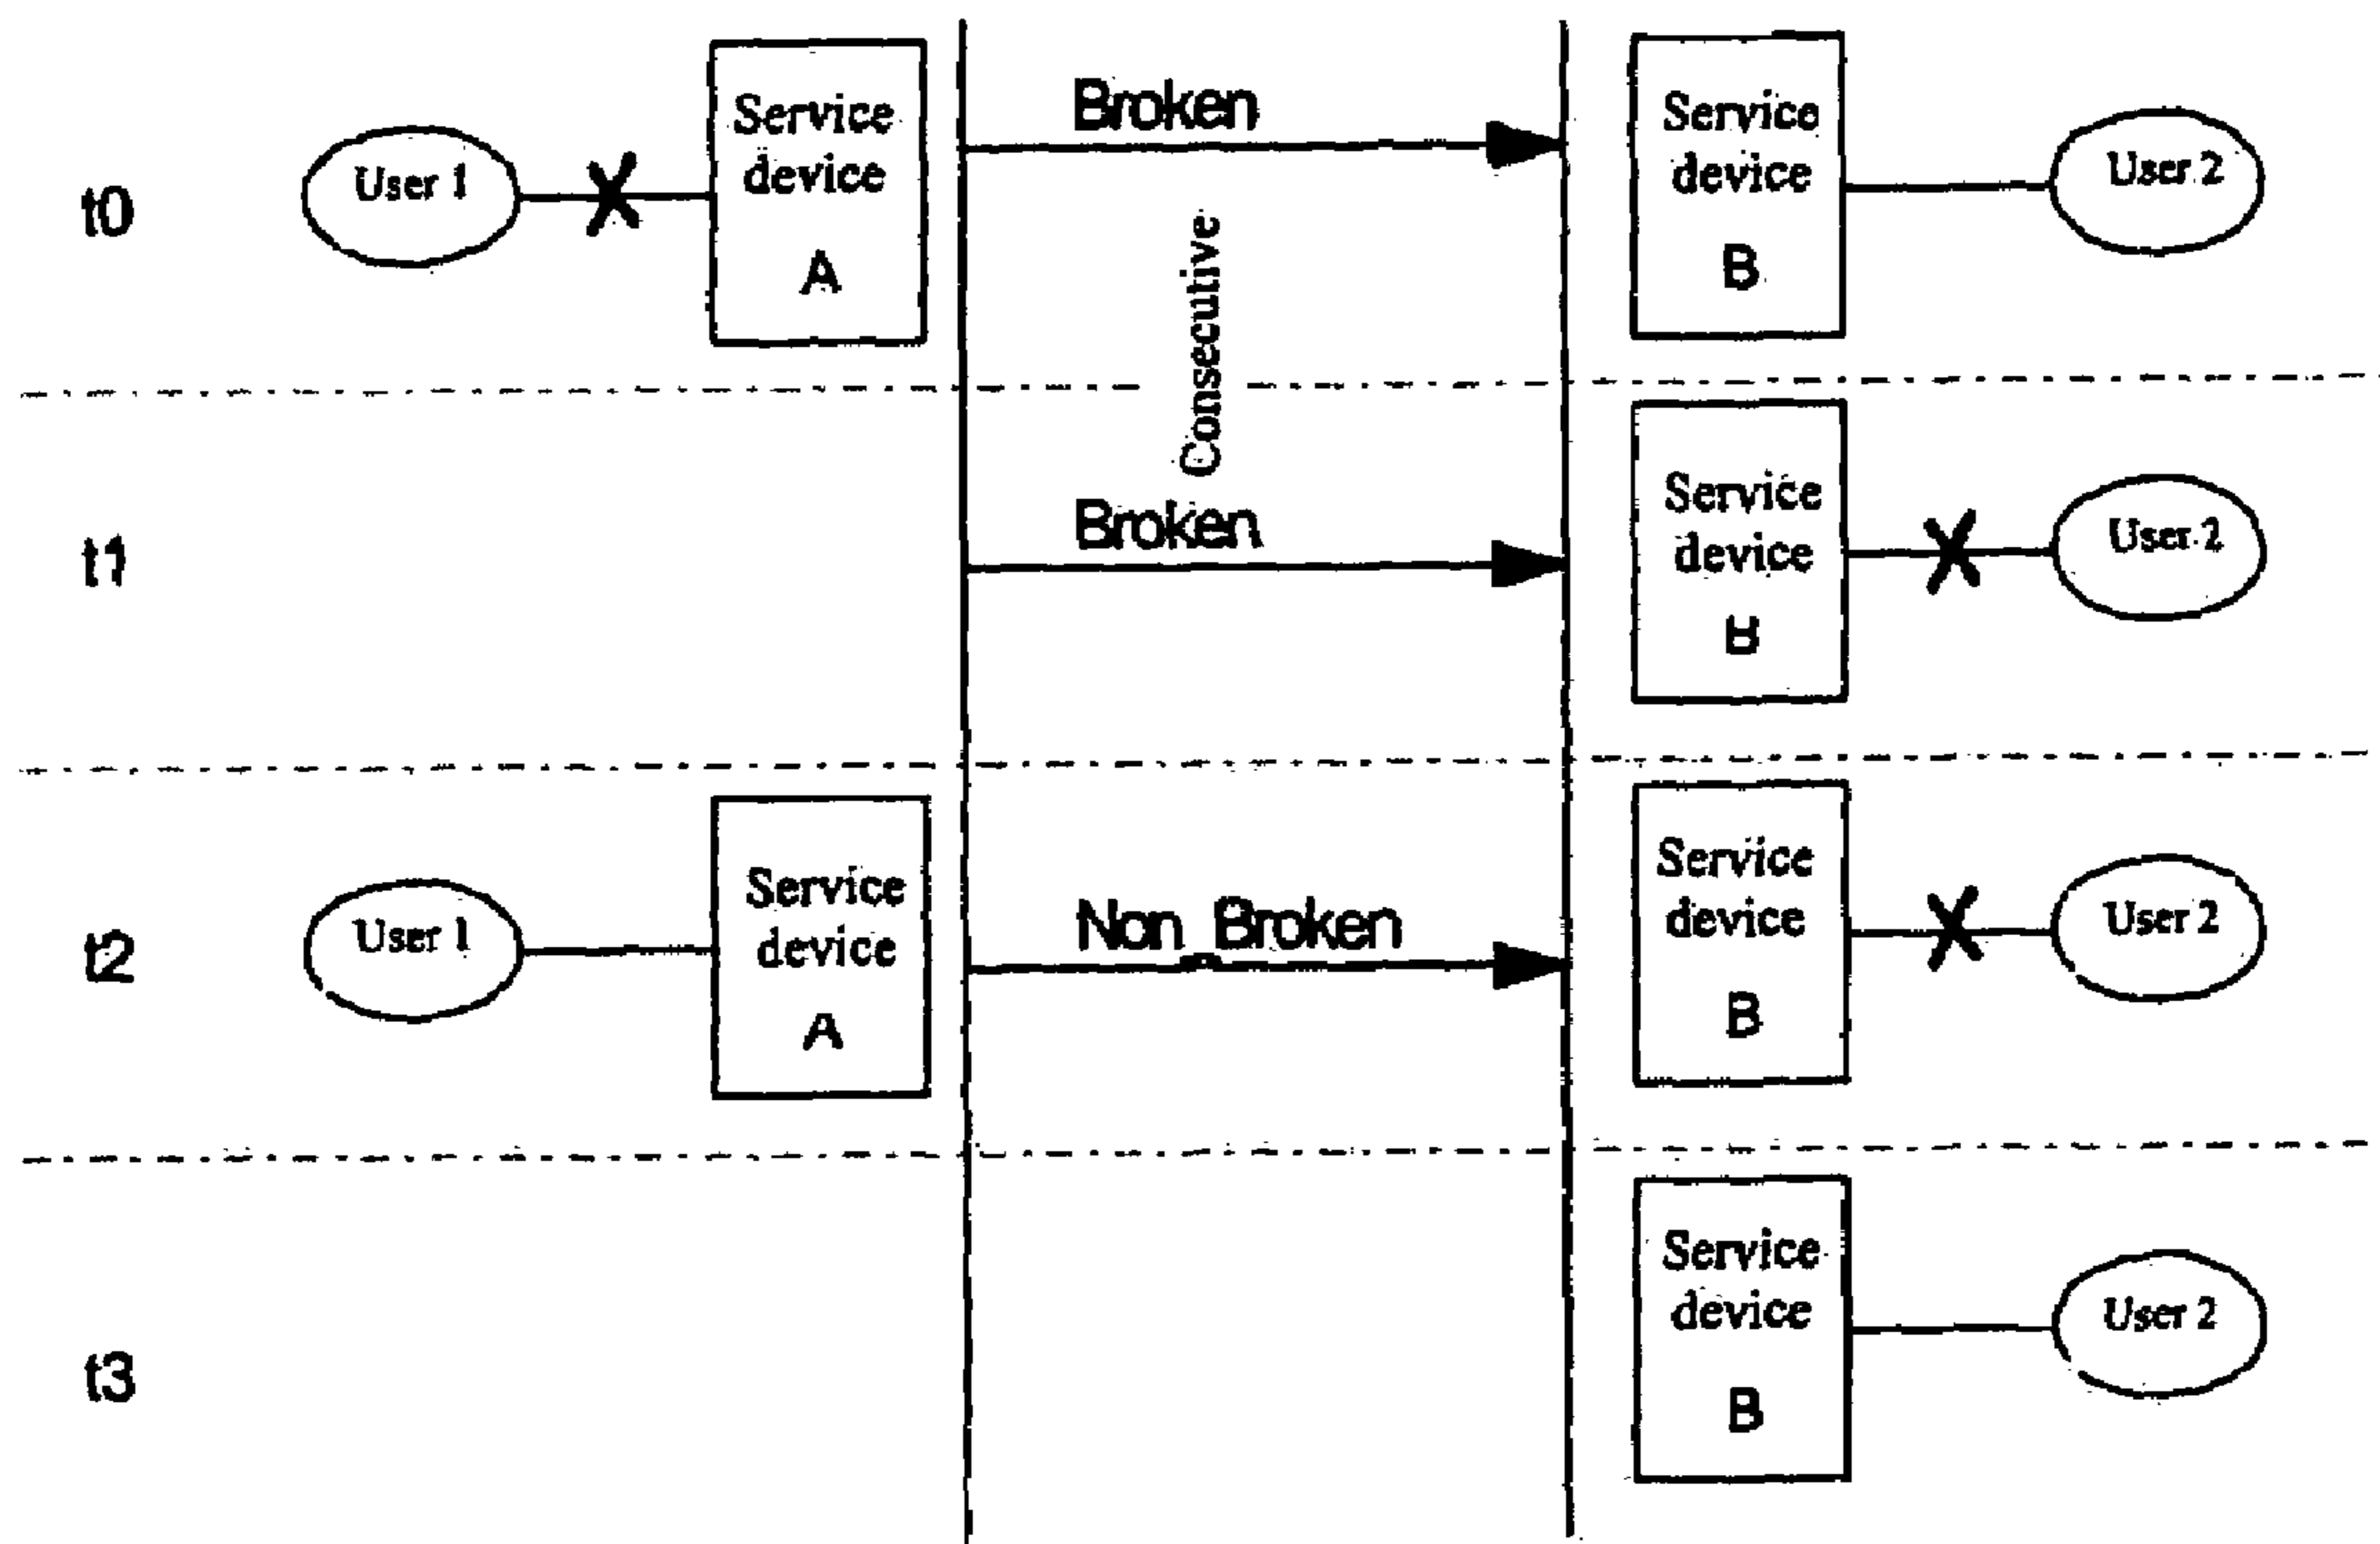 t0
User 1
Service
device
A
Broken
Service
device
B
User 2
Consecutive
t1
Broken
Service
device
B
User 2
t2
User 1
Service
device
A
Non_Broken
Service
device
B
User 2
t3
Service
device
B
User 2